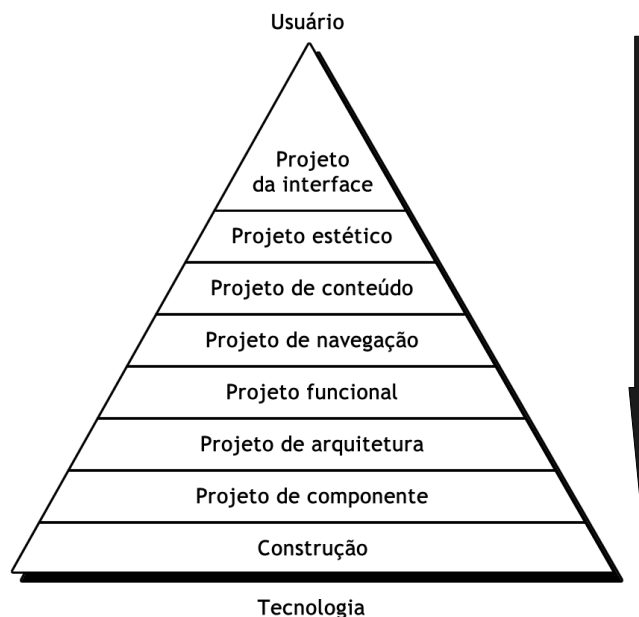 Usuário
Projeto
da interface
Projeto estético
Projeto de conteúdo
Projeto de navegação
Projeto funcional
Projeto de arquitetura
Projeto de componente
Construção
Tecnologia